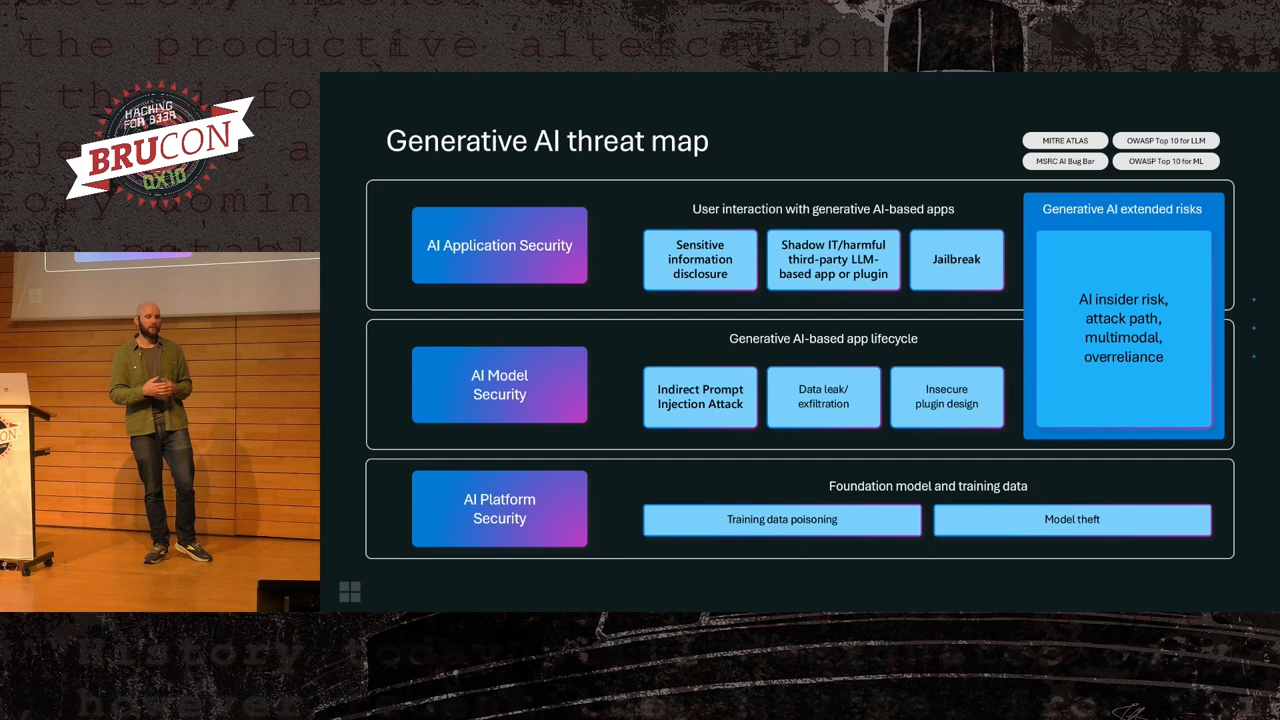 the productive altercation
HACKING
FOR B33R
BRUCON
0X10
Generative AI threat map
MITRE ATLAS
OWASP Top 10 for LLM
MSRC AI Bug Bar
OWASP Top 10 for ML
AI Application Security
User interaction with generative AI-based apps
Sensitive
information
disclosure
Shadow IT/harmful
third-party LLM-
based app or plugin
Jailbreak
Generative AI extended risks
AI insider risk,
attack path,
multimodal,
overreliance
AI Model
Security
Generative AI-based app lifecycle
Indirect Prompt
Injection Attack
Data leak/
exfiltration
Insecure
plugin design
AI Platform
Security
Foundation model and training data
Training data poisoning
Model theft
History today
however